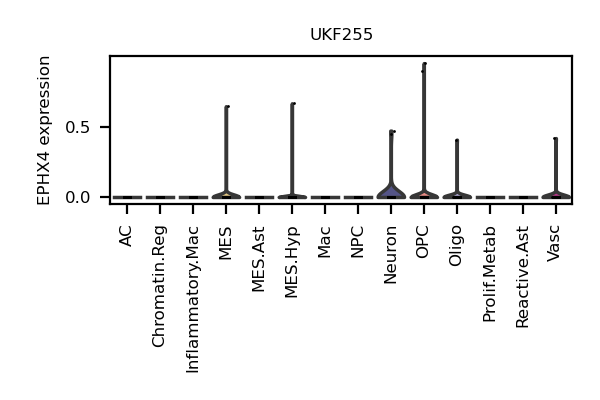 UKF255
EPHX4 expression
0.5
0.0
AC
Chromatin.Reg
Inflammatory.Mac
MES
MES.Ast
MES.Hyp
Mac
NPC
Neuron
OPC
Oligo
Prolif.Metab
Reactive.Ast
Vasc